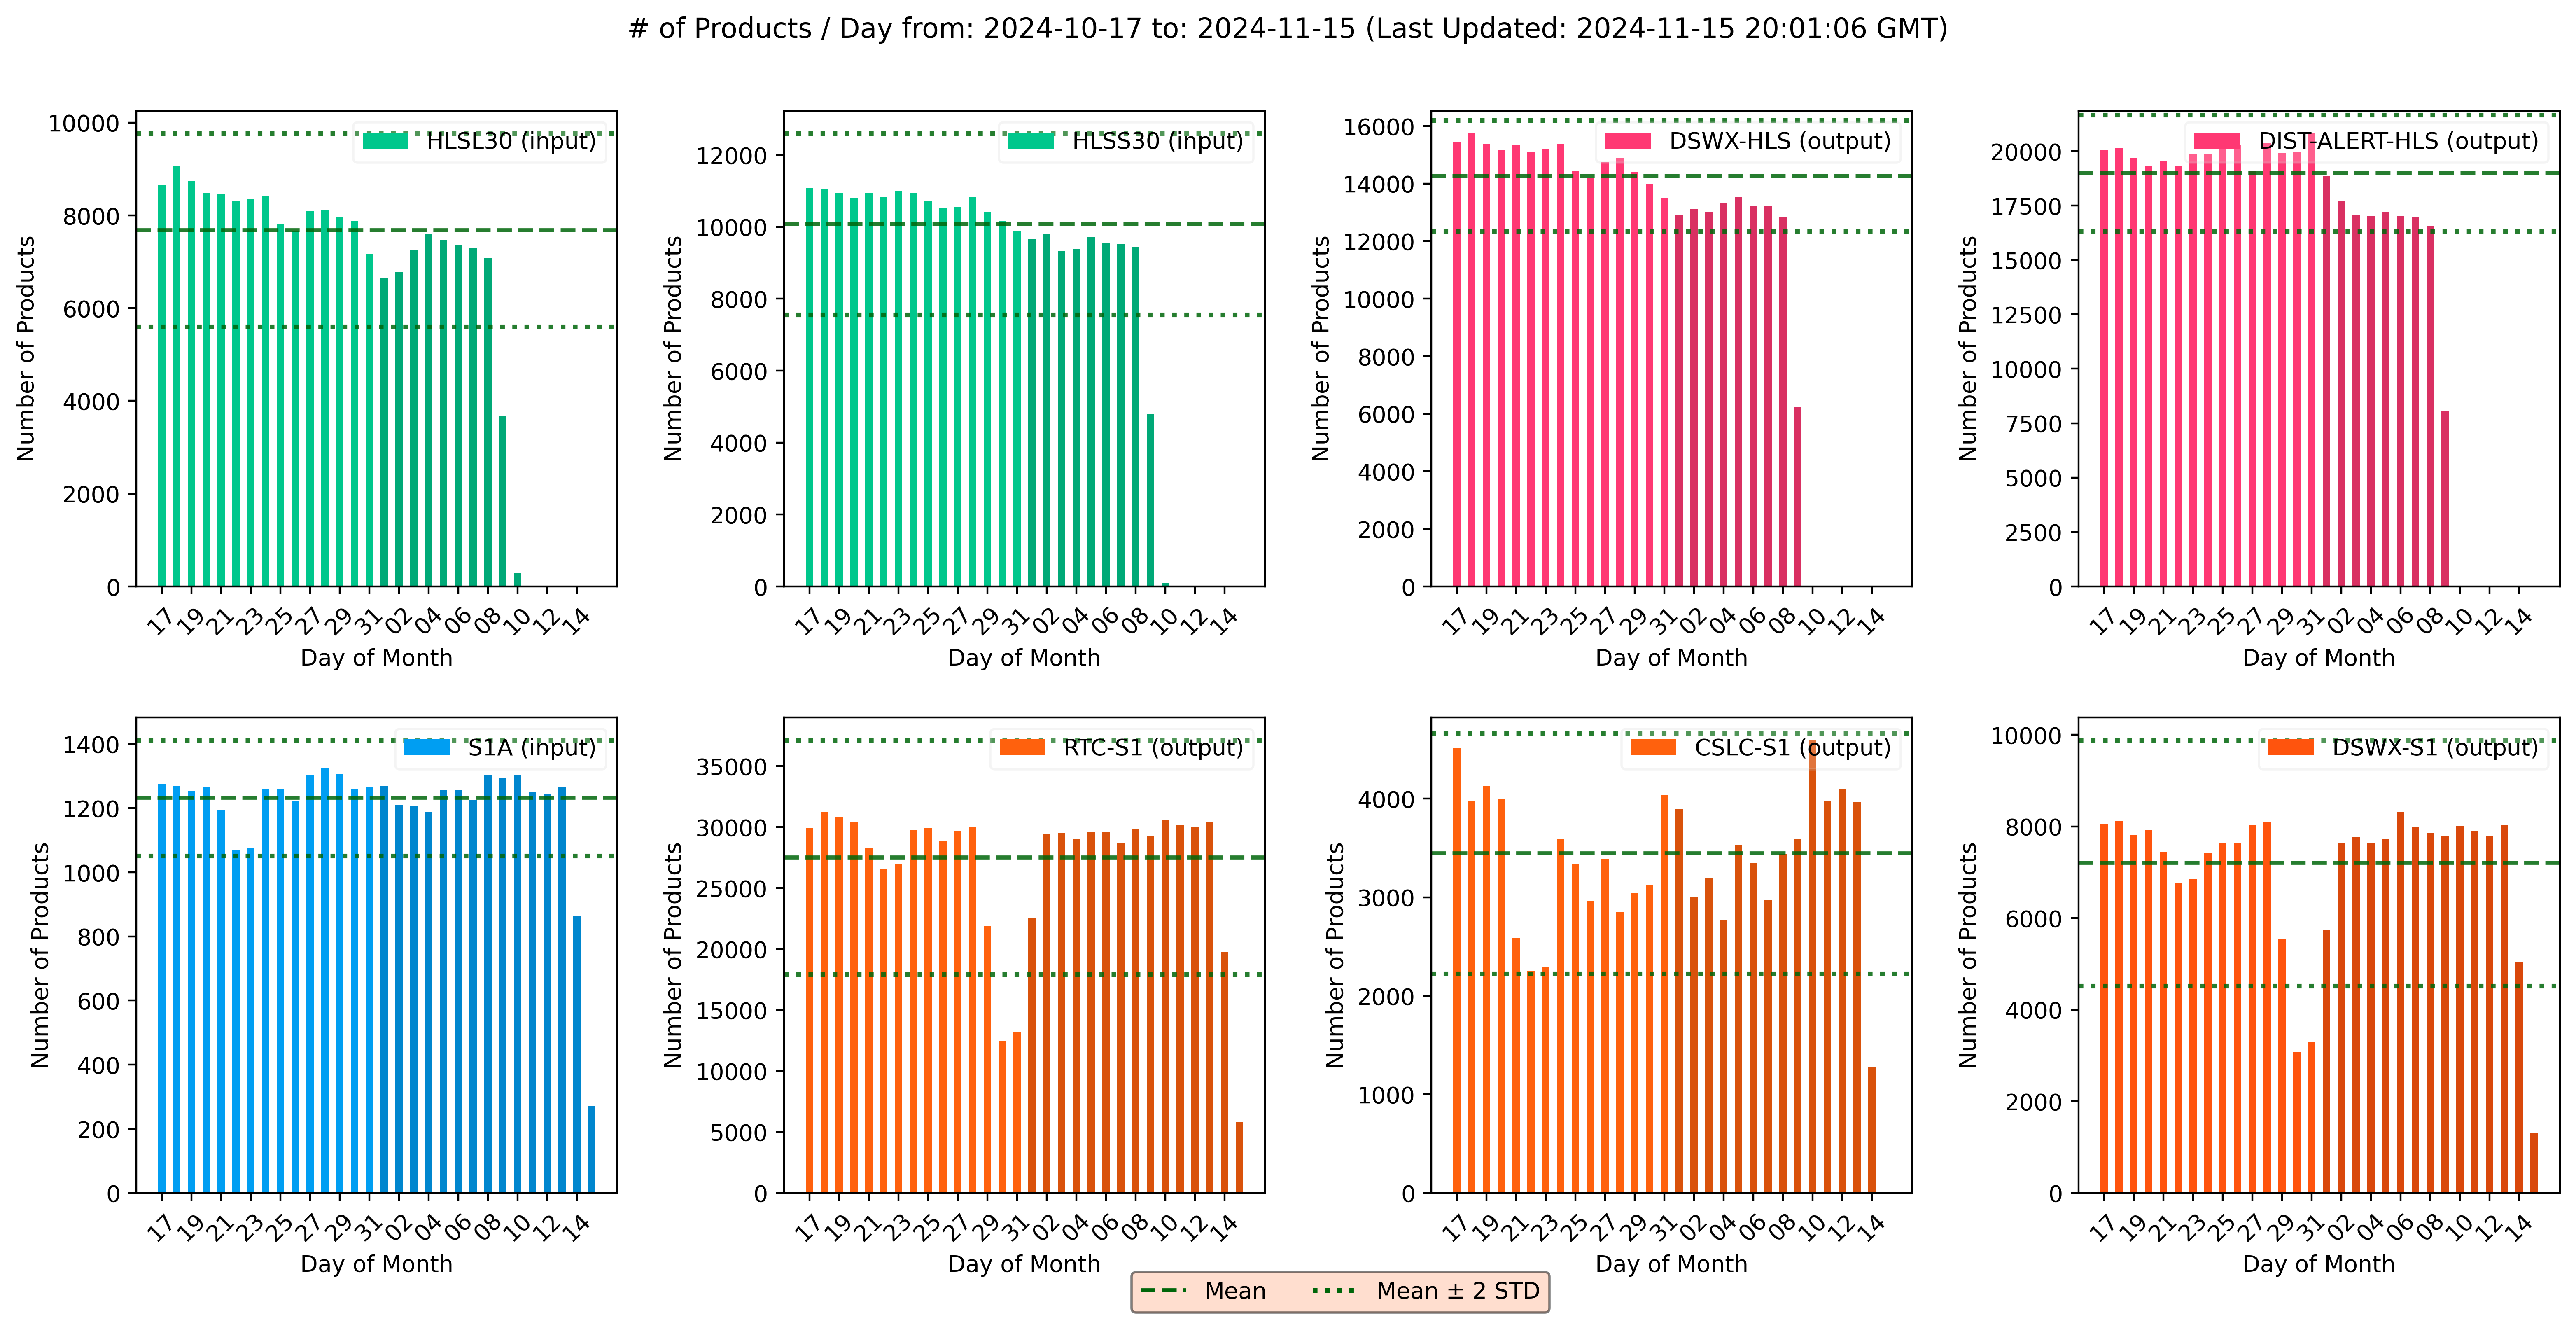 # of Products / Day from: 2024-10-17 to: 2024-11-15 (Last Updated: 2024-11-15 20:01:06 GMT)
HLSL30 (input)
Number of Products
10000
8000
6000
4000
2000
0
17 19 21 23 25 27 29 31 02 04 06 08 10 12 14
Day of Month
HLSS30 (input)
Number of Products
12000
10000
8000
6000
4000
2000
0
17 19 21 23 25 27 29 31 02 04 06 08 10 12 14
Day of Month
DSWX-HLS (output)
Number of Products
16000
14000
12000
10000
8000
6000
4000
2000
0
17 19 21 23 25 27 29 31 02 04 06 08 10 12 14
Day of Month
DIST-ALERT-HLS (output)
Number of Products
20000
17500
15000
12500
10000
7500
5000
2500
0
17 19 21 23 25 27 29 31 02 04 06 08 10 12 14
Day of Month
S1A (input)
Number of Products
1400
1200
1000
800
600
400
200
0
17 19 21 23 25 27 29 31 02 04 06 08 10 12 14
Day of Month
RTC-S1 (output)
Number of Products
35000
30000
25000
20000
15000
10000
5000
0
17 19 21 23 25 27 29 31 02 04 06 08 10 12 14
Day of Month
CSLC-S1 (output)
Number of Products
4000
3000
2000
1000
0
17 19 21 23 25 27 29 31 02 04 06 08 10 12 14
Day of Month
DSWX-S1 (output)
Number of Products
10000
8000
6000
4000
2000
0
17 19 21 23 25 27 29 31 02 04 06 08 10 12 14
Day of Month
Mean
Mean ± 2 STD